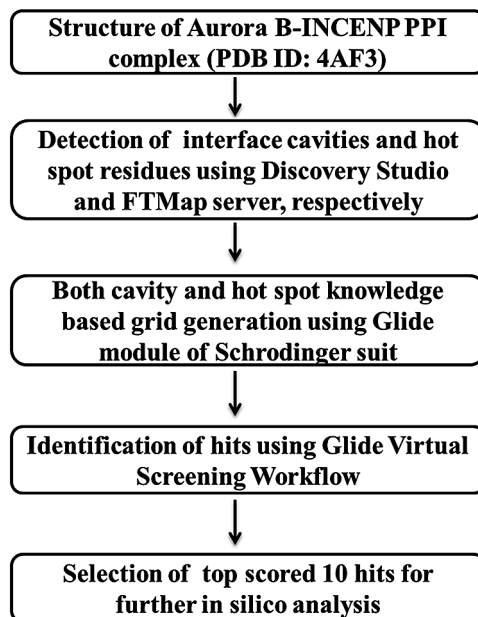 Structure of Aurora B-INCENP PPI
complex (PDB ID: 4AF3)
Detection of interface cavities and hot
spot residues using Discovery Studio
and FTMap server, respectively
Both cavity and hot spot knowledge
based grid generation using Glide
module of Schrodinger suit
Identification of hits using Glide Virtual
Screening Workflow
Selection of top scored 10 hits for
further in silico analysis